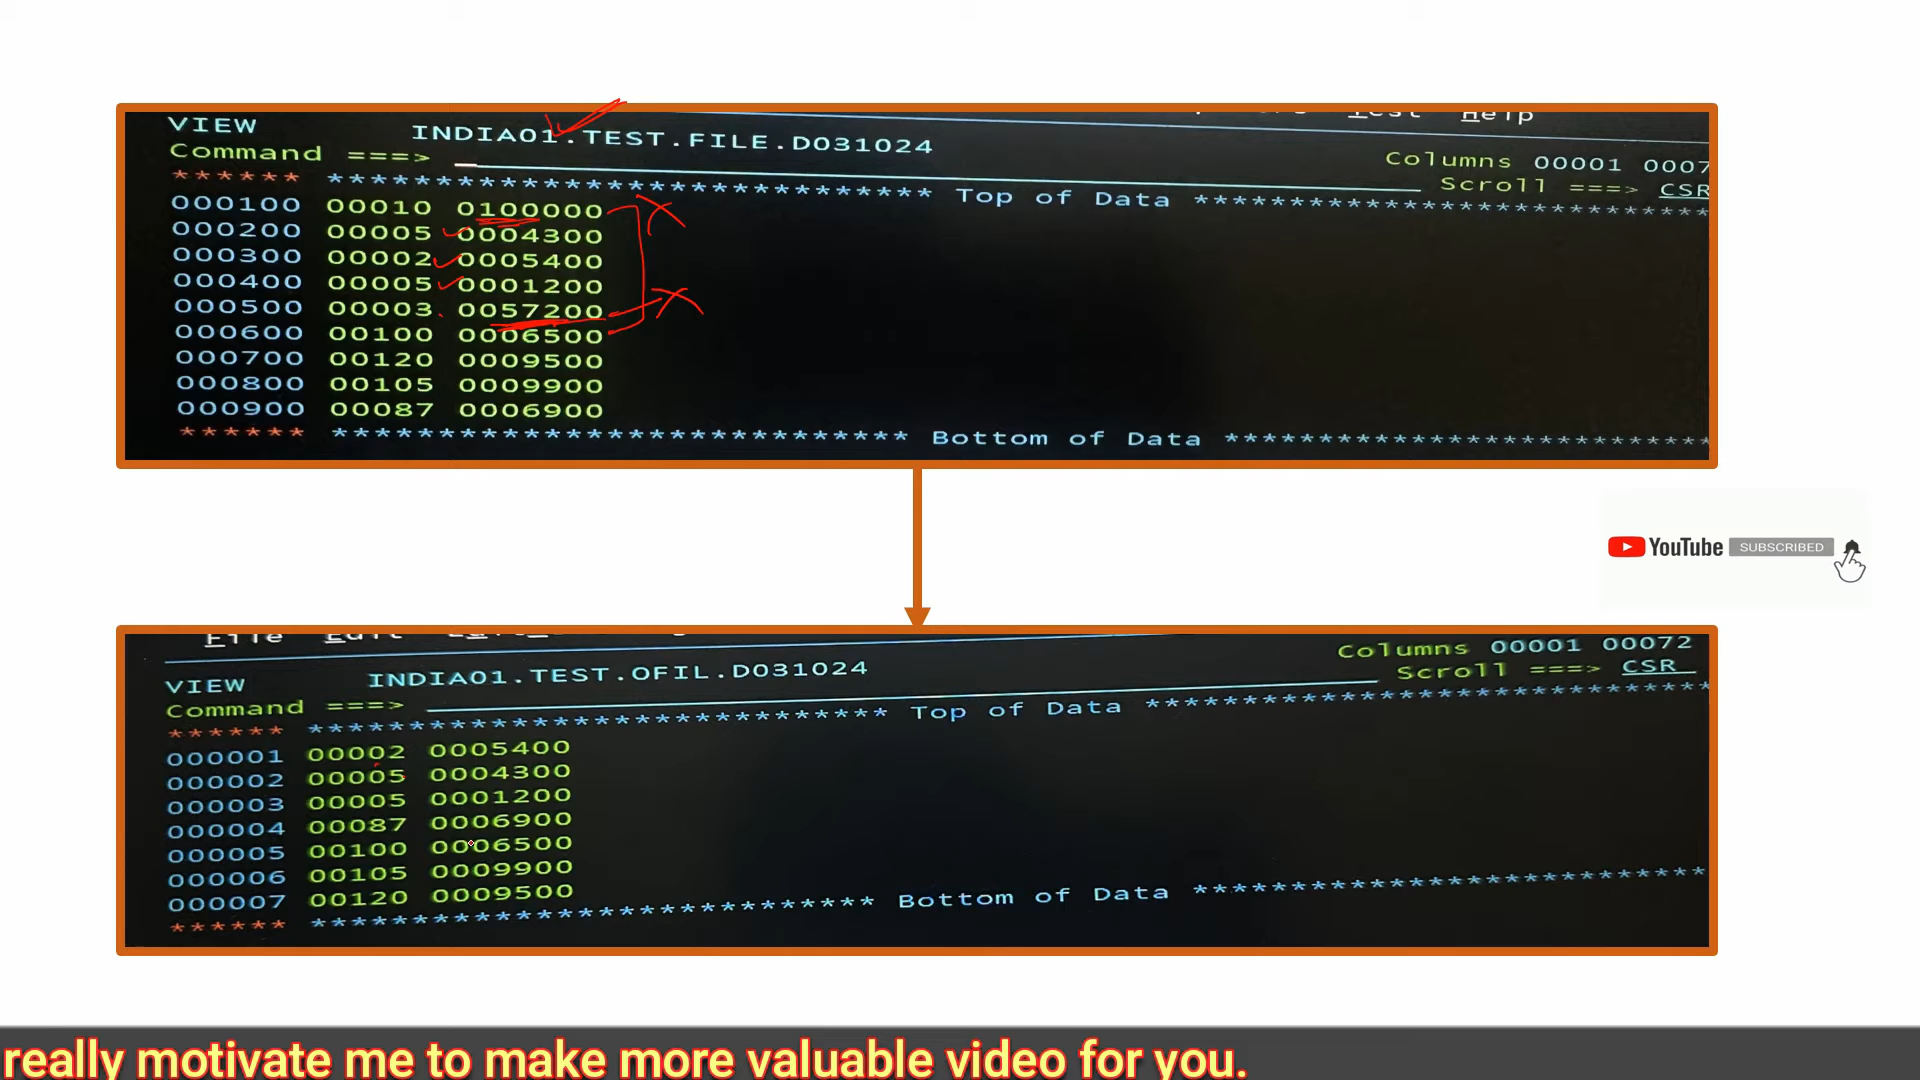 Test Help
VIEW INDIA01.TEST.FILE.D031024 Columns 00001 0007
Command ===> Scroll ===> CSR
****** **************************** Top of Data ****************************
000100 00010 0100000
000200 00005 0004300
000300 00002 0005400
000400 00005 0001200
000500 00003 0057200
000600 00100 0006500
000700 00120 0009500
000800 00105 0009900
000900 00087 0006900
****** *************************** Bottom of Data **************************
YouTube SUBSCRIBED
File Edit
VIEW INDIA01.TEST.OFIL.D031024 Columns 00001 00072
Command ===> Scroll ===> CSR
****** **************************** Top of Data ****************************
000001 00002 0005400
000002 00005 0004300
000003 00005 0001200
000004 00087 0006900
000005 00100 0006500
000006 00105 0009900
000007 00120 0009500
****** *************************** Bottom of Data **************************
really motivate me to make more valuable video for you.